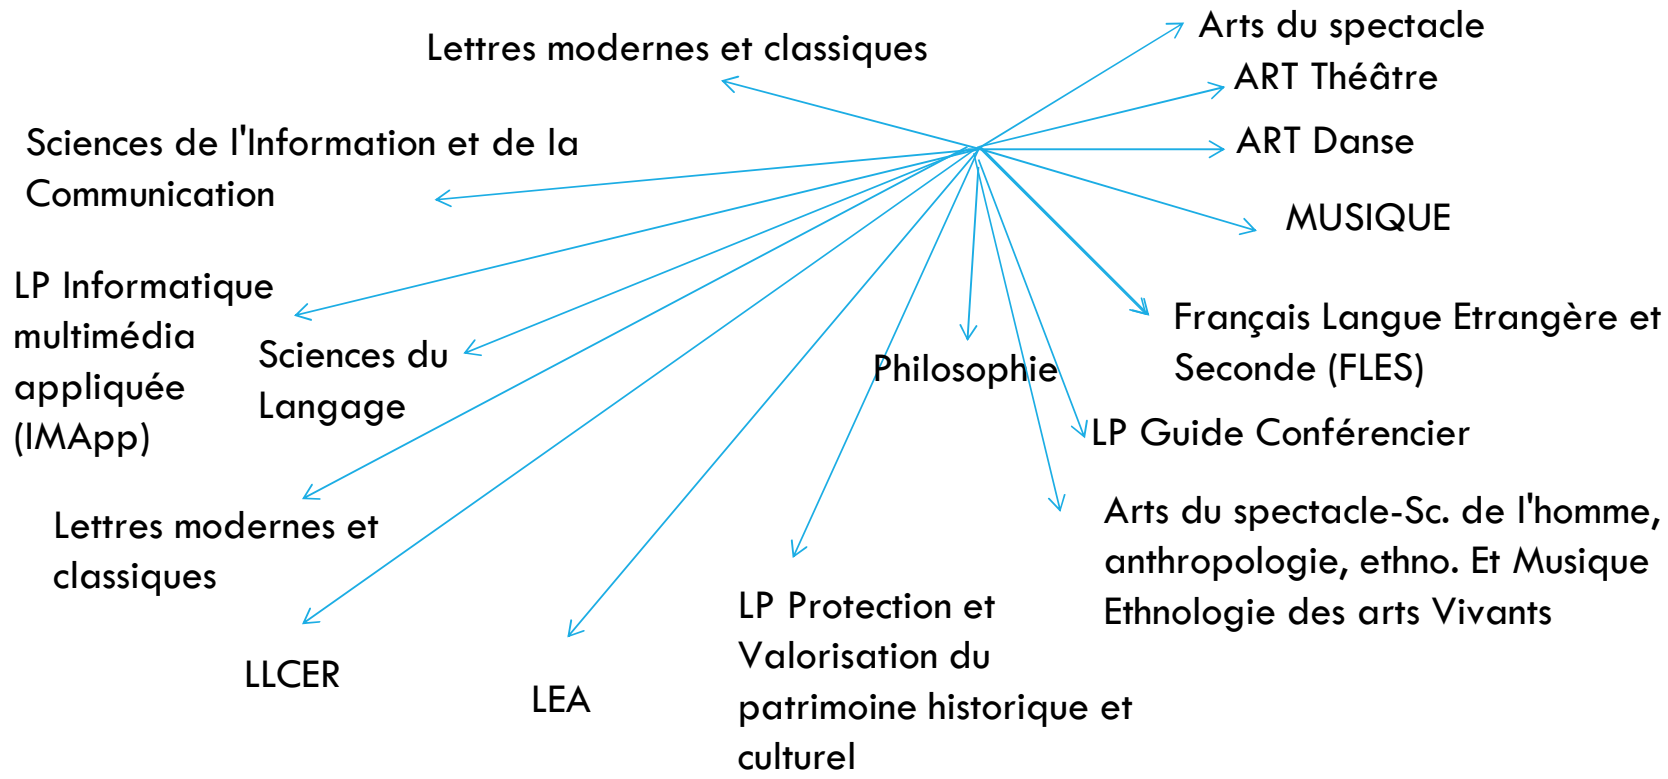 Arts du spectacle
Lettres modernes et classiques
ART Théâtre
Sciences de l'Information et de la
Communication
ART Danse
MUSIQUE
LP Informatique
multimédia
appliquée
(IMApp)
Sciences du
Langage
Philosophie
Français Langue Etrangère et
Seconde (FLES)
LP Guide Conférencier
Lettres modernes et
classiques
Arts du spectacle-Sc. de l'homme,
anthropologie, ethno. Et Musique
Ethnologie des arts Vivants
LLCER
LEA
LP Protection et
Valorisation du
patrimoine historique et
culturel